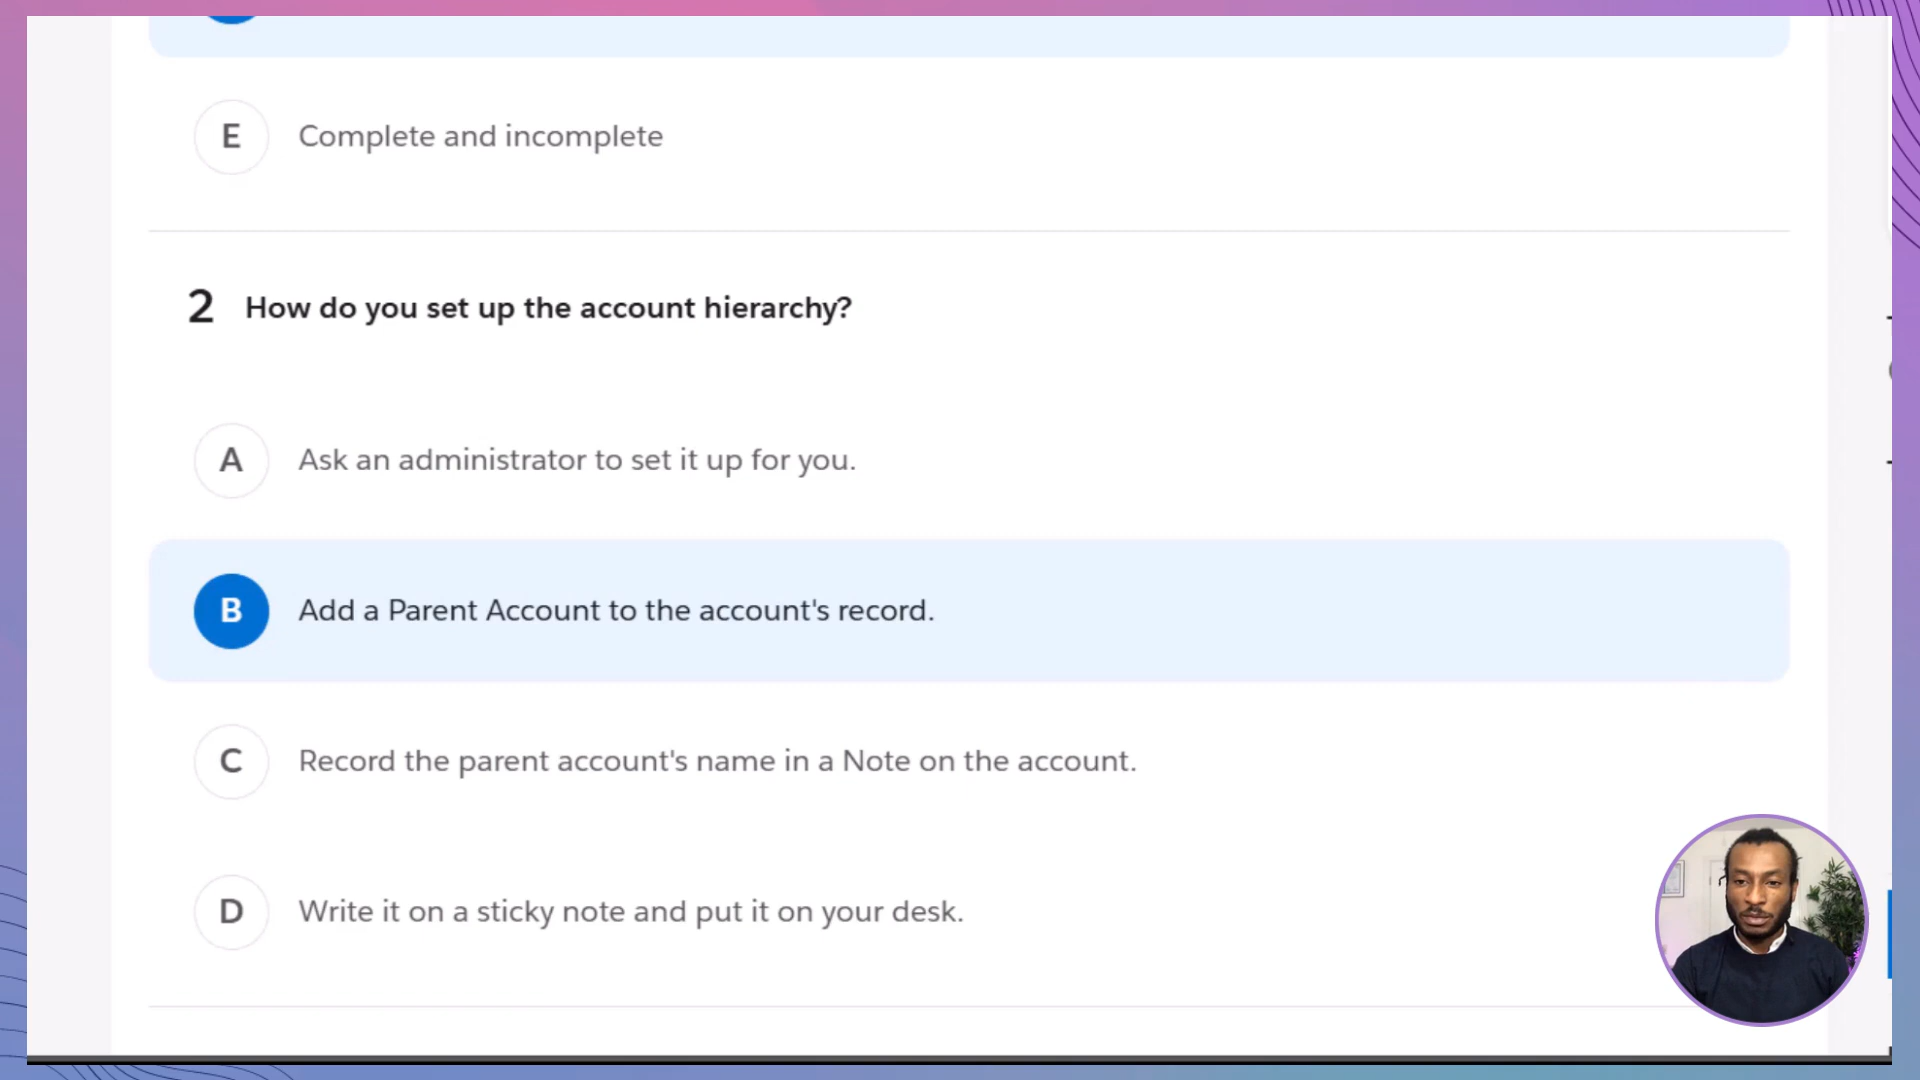 E Complete and incomplete
2 How do you set up the account hierarchy?
A Ask an administrator to set it up for you.
B Add a Parent Account to the account's record.
C Record the parent account's name in a Note on the account.
D Write it on a sticky note and put it on your desk.